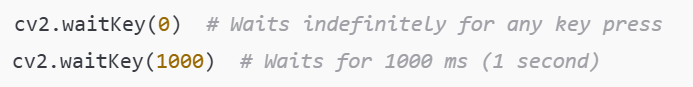 cv2.waitKey(0)  # Waits indefinitely for any key press
cv2.waitKey(1000)  # Waits for 1000 ms (1 second)